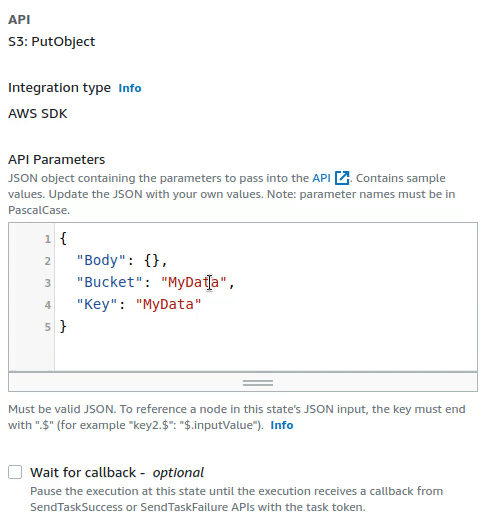 API
S3: PutObject
Integration type Info
AWS SDK
API Parameters
JSON object containing the parameters to pass into the API. Contains sample
values. Update the JSON with your own values. Note: parameter names must be in
PascalCase.
1 {
2 "Body": {},
3 "Bucket": "MyData",
4 "Key": "MyData"
5 }
Must be valid JSON. To reference a node in this state's JSON input, the key must end
with ".$" (for example "key2.$": "$.inputValue"). Info
Wait for callback - optional
Pause the execution at this state until the execution receives a callback from
SendTaskSuccess or SendTaskFailure APIs with the task token.